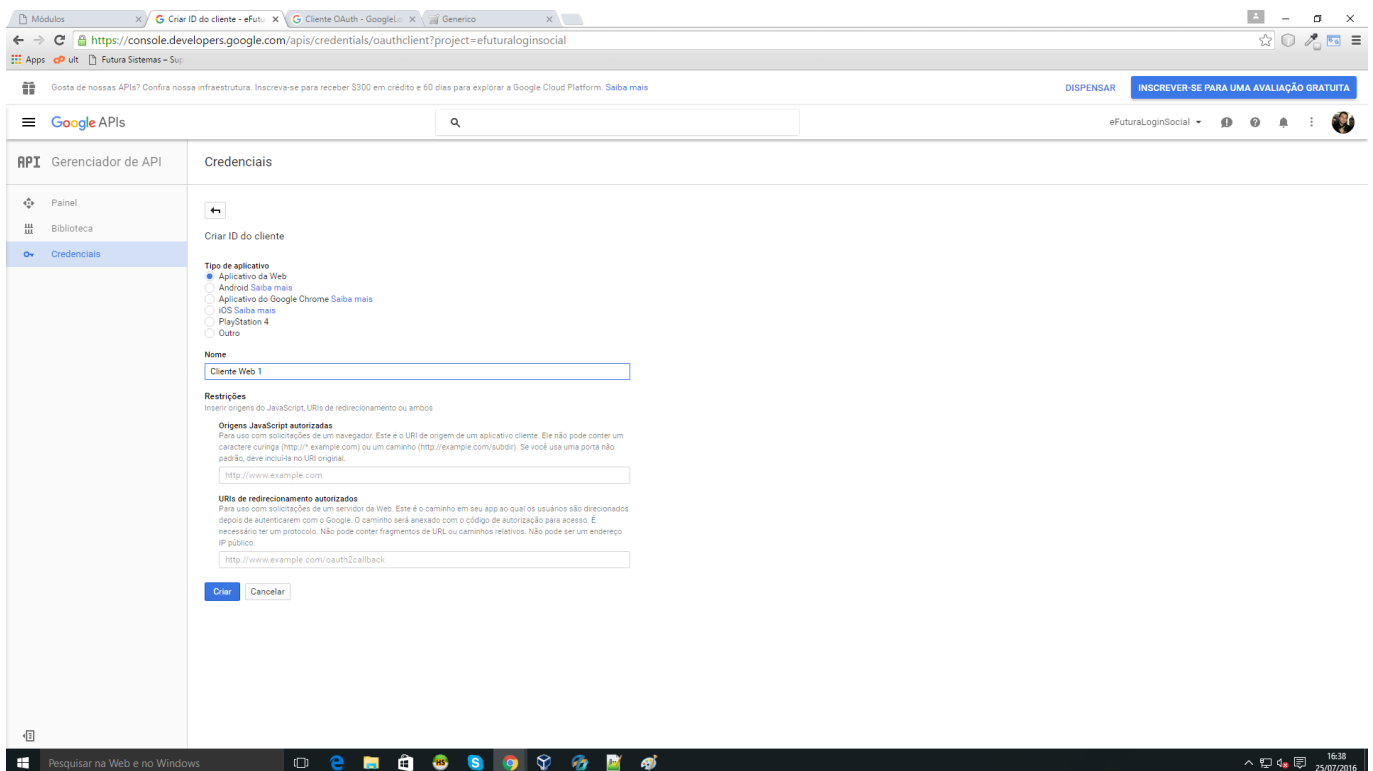 Módulos
Criar ID do cliente - eFutu
Cliente OAuth - GoogleLo
Generico
https://console.developers.google.com/apis/credentials/oauthclient?project=efuturaloginsocial
Apps
ult
Futura Sistemas – Sup
Gosta de nossas APIs? Confira nossa infraestrutura. Inscreva-se para receber $300 em crédito e 60 dias para explorar a Google Cloud Platform. Saiba mais
DISPENSAR
INSCREVER-SE PARA UMA AVALIAÇÃO GRATUITA
Google APIs
eFuturaLoginSocial
API Gerenciador de API
Credenciais
Painel
Biblioteca
Credenciais
Criar ID do cliente
Tipo de aplicativo
Aplicativo da Web
Android Saiba mais
Aplicativo do Google Chrome Saiba mais
iOS Saiba mais
PlayStation 4
Outro
Nome
Cliente Web 1
Restrições
Inserir origens do JavaScript, URIs de redirecionamento ou ambos
Origens JavaScript autorizadas
Para uso com solicitações de um navegador. Este é o URI de origem de um aplicativo cliente. Ele não pode conter um
caractere curinga (http://*.example.com) ou um caminho (http://example.com/subdir). Se você usa uma porta não
padrão, deve incluí-la no URI original.
http://www.example.com
URIs de redirecionamento autorizados
Para uso com solicitações de um servidor da Web. Este é o caminho em seu app ao qual os usuários são direcionados
depois de autenticarem com o Google. O caminho será anexado com o código de autorização para acesso. É
necessário ter um protocolo. Não pode conter fragmentos de URL ou caminhos relativos. Não pode ser um endereço
IP público.
http://www.example.com/oauth2callback
Criar
Cancelar
Pesquisar na Web e no Windows
HS
16:38
25/07/2016